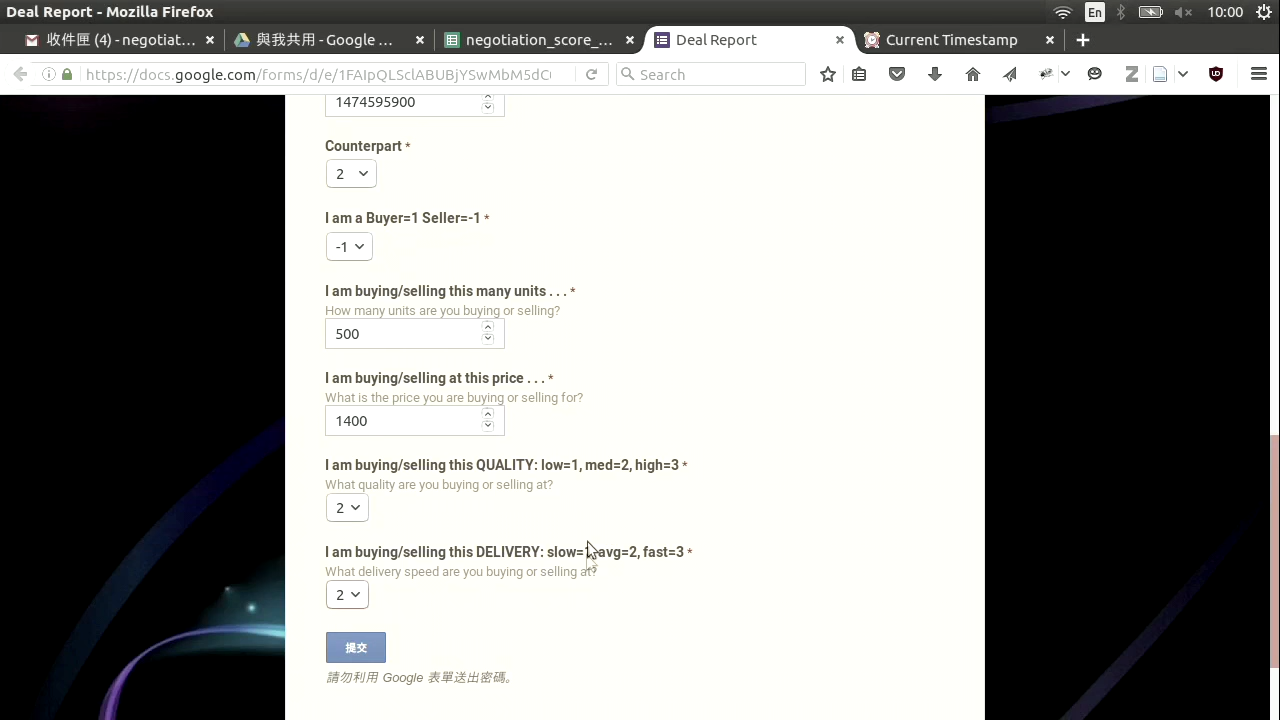 Deal Report - Mozilla Firefox
En
10:00
收件匣 (4) - negotiat...
與我共用 - Google ...
negotiation_score_...
Deal Report
Current Timestamp
https://docs.google.com/forms/d/e/1FAIpQLSclABUBjYSwMbM5dC
Search
1474595900
Counterpart *
2
I am a Buyer=1 Seller=-1 *
-1
I am buying/selling this many units . . . *
How many units are you buying or selling?
500
I am buying/selling at this price . . . *
What is the price you are buying or selling for?
1400
I am buying/selling this QUALITY: low=1, med=2, high=3 *
What quality are you buying or selling at?
2
I am buying/selling this DELIVERY: slow=1, avg=2, fast=3 *
What delivery speed are you buying or selling at?
2
提交
請勿利用 Google 表單送出密碼。